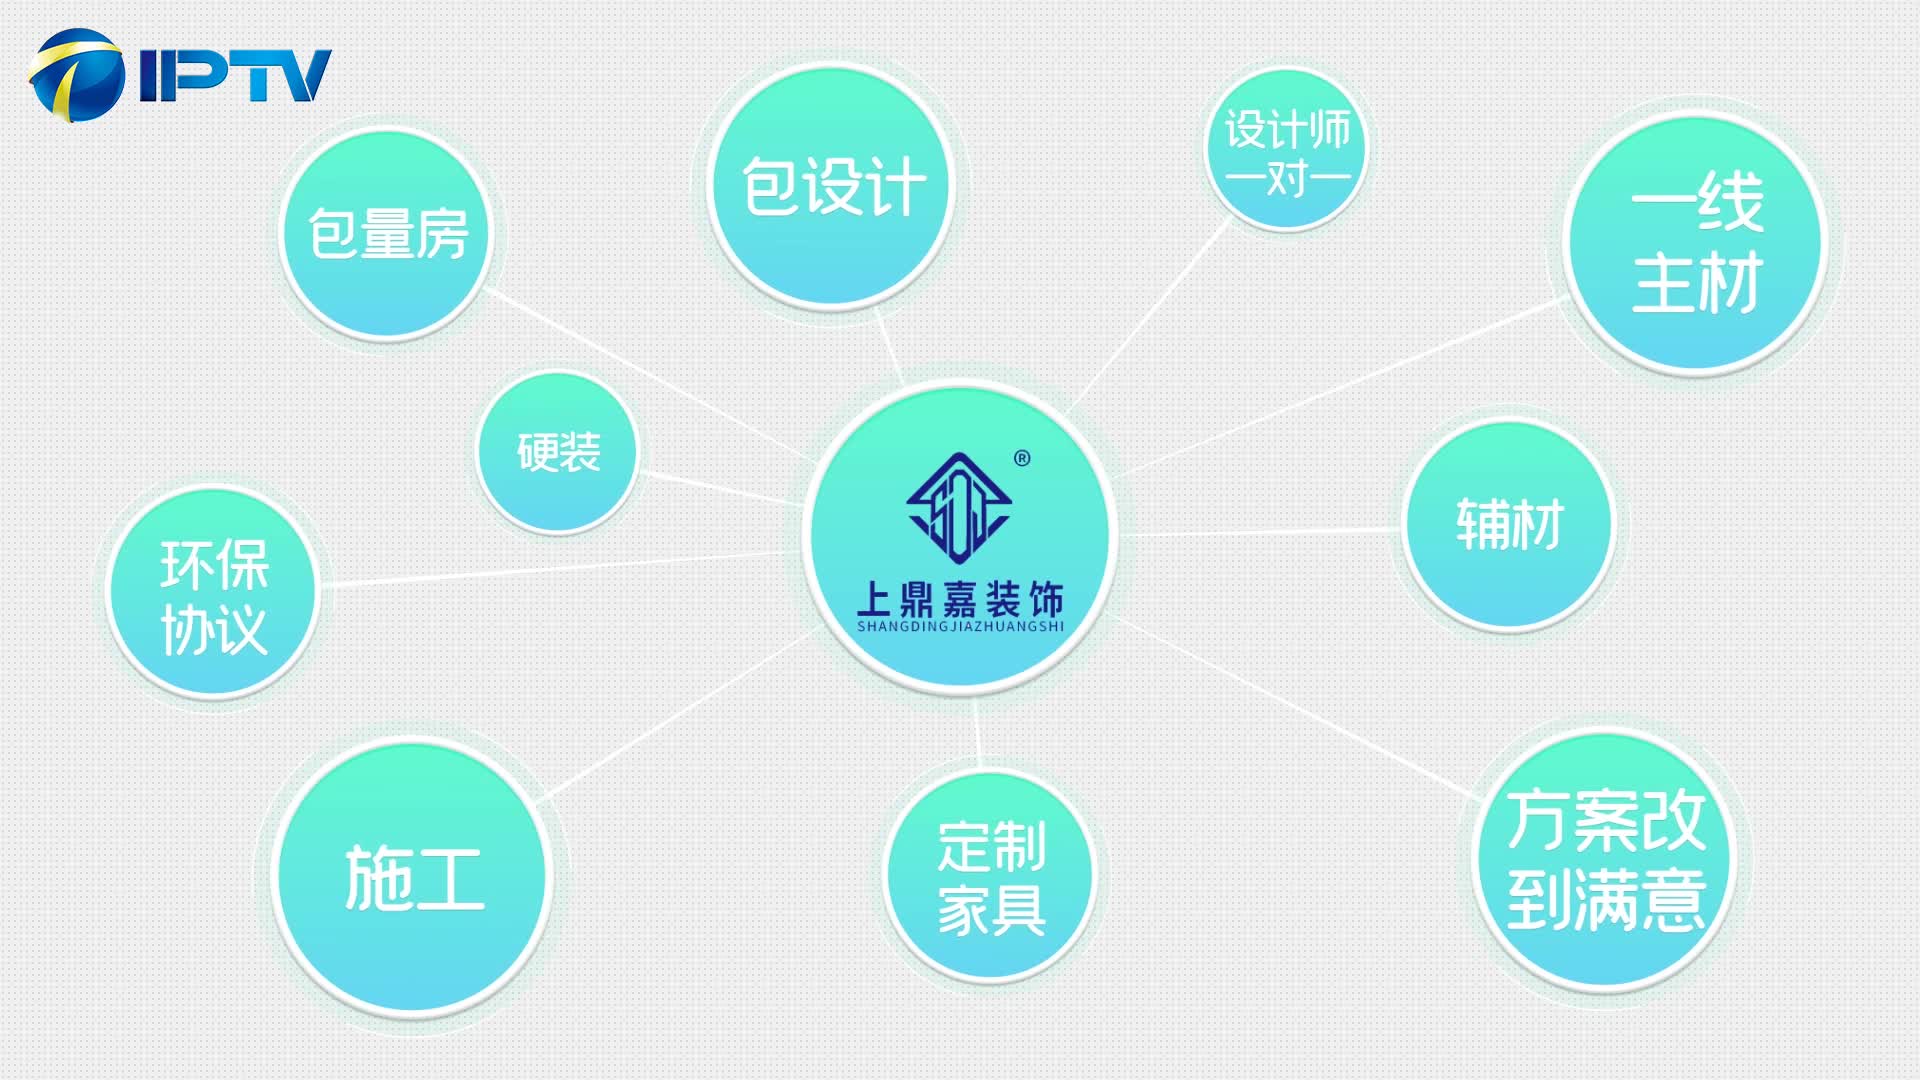 IPTV
包量房
包设计
设计师
一对一
一线
主材
硬装
辅材
环保
协议
®
上鼎嘉装饰
SHANGDINGJIAZHUANGSHI
施工
定制
家具
方案改
到满意